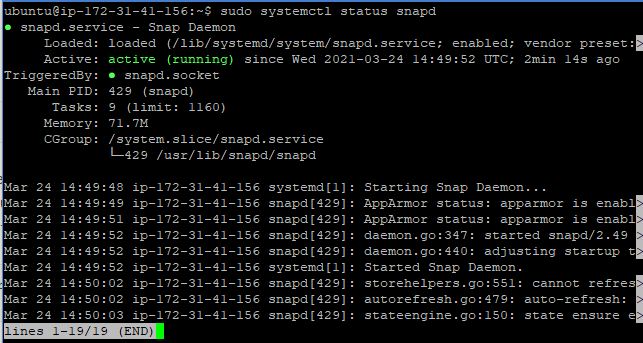 ubuntu@ip-172-31-41-156:~$ sudo systemctl status snapd
● snapd.service - Snap Daemon
     Loaded: loaded (/lib/systemd/system/snapd.service; enabled; vendor preset:>
     Active: active (running) since Wed 2021-03-24 14:49:52 UTC; 2min 14s ago
TriggeredBy: ● snapd.socket
   Main PID: 429 (snapd)
      Tasks: 9 (limit: 1160)
     Memory: 71.7M
     CGroup: /system.slice/snapd.service
             └─429 /usr/lib/snapd/snapd
Mar 24 14:49:48 ip-172-31-41-156 systemd[1]: Starting Snap Daemon...
Mar 24 14:49:49 ip-172-31-41-156 snapd[429]: AppArmor status: apparmor is enabl>
Mar 24 14:49:51 ip-172-31-41-156 snapd[429]: AppArmor status: apparmor is enabl>
Mar 24 14:49:52 ip-172-31-41-156 snapd[429]: daemon.go:347: started snapd/2.49 >
Mar 24 14:49:52 ip-172-31-41-156 snapd[429]: daemon.go:440: adjusting startup t>
Mar 24 14:49:52 ip-172-31-41-156 systemd[1]: Started Snap Daemon.
Mar 24 14:50:02 ip-172-31-41-156 snapd[429]: storehelpers.go:551: cannot refres>
Mar 24 14:50:02 ip-172-31-41-156 snapd[429]: autorefresh.go:479: auto-refresh: >
Mar 24 14:50:03 ip-172-31-41-156 snapd[429]: stateengine.go:150: state ensure e>
lines 1-19/19 (END)